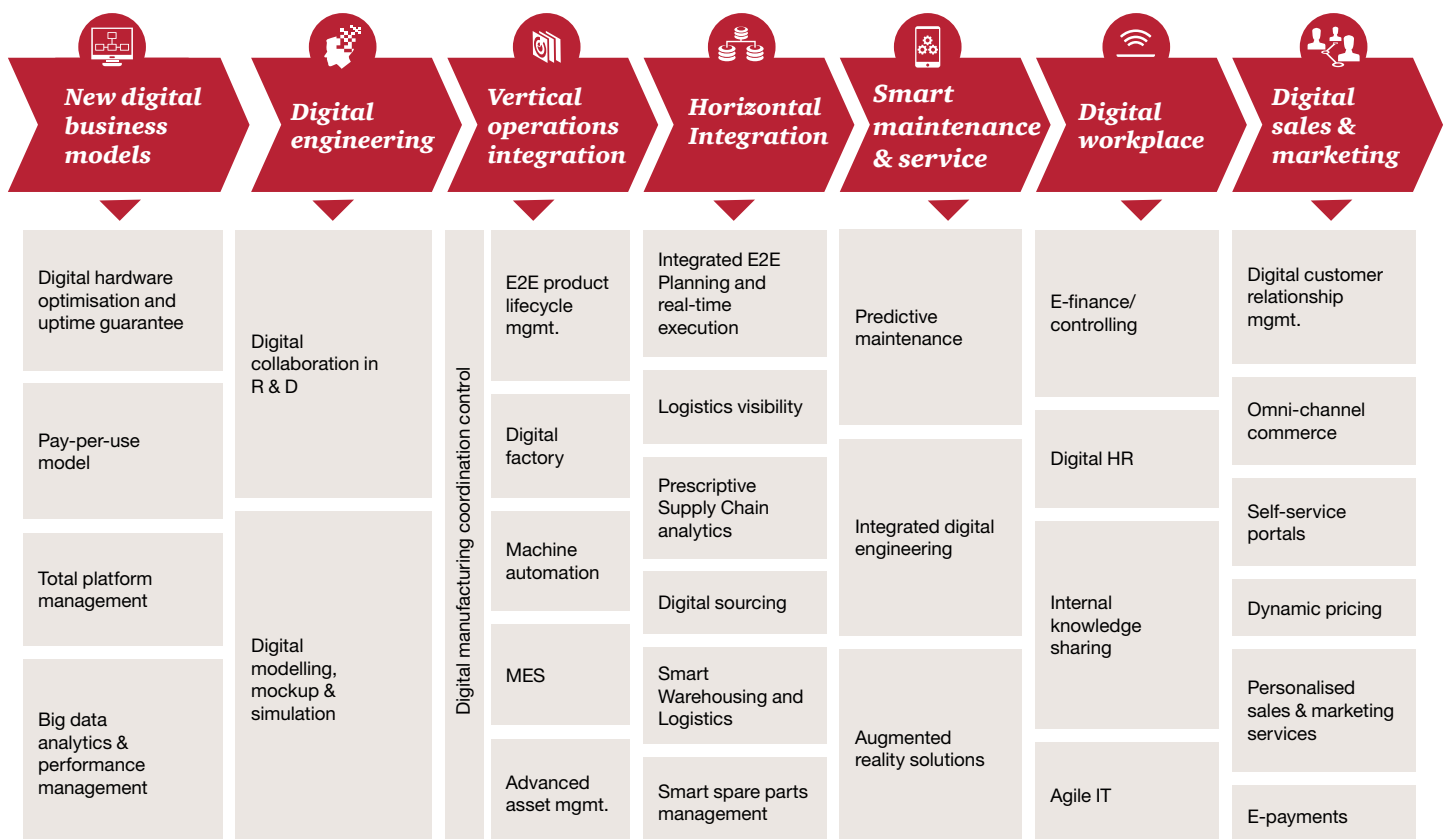 New digital
business
models
Digital
engineering
Vertical
operations
integration
Horizontal
Integration
Smart
maintenance
& service
Digital
workplace
Digital
sales &
marketing
Digital hardware
optimisation and
uptime guarantee
Pay-per-use
model
Total platform
management
Big data
analytics &
performance
management
Digital
collaboration in
R & D
Digital
modelling,
mockup &
simulation
Digital manufacturing coordination control
E2E product
lifecycle
mgmt.
Digital
factory
Machine
automation
MES
Advanced
asset mgmt.
Integrated E2E
Planning and
real-time
execution
Logistics visibility
Prescriptive
Supply Chain
analytics
Digital sourcing
Smart
Warehousing and
Logistics
Smart spare parts
management
Predictive
maintenance
Integrated digital
engineering
Augmented
reality solutions
E-finance/
controlling
Digital HR
Internal
knowledge
sharing
Agile IT
Digital customer
relationship
mgmt.
Omni-channel
commerce
Self-service
portals
Dynamic pricing
Personalised
sales & marketing
services
E-payments